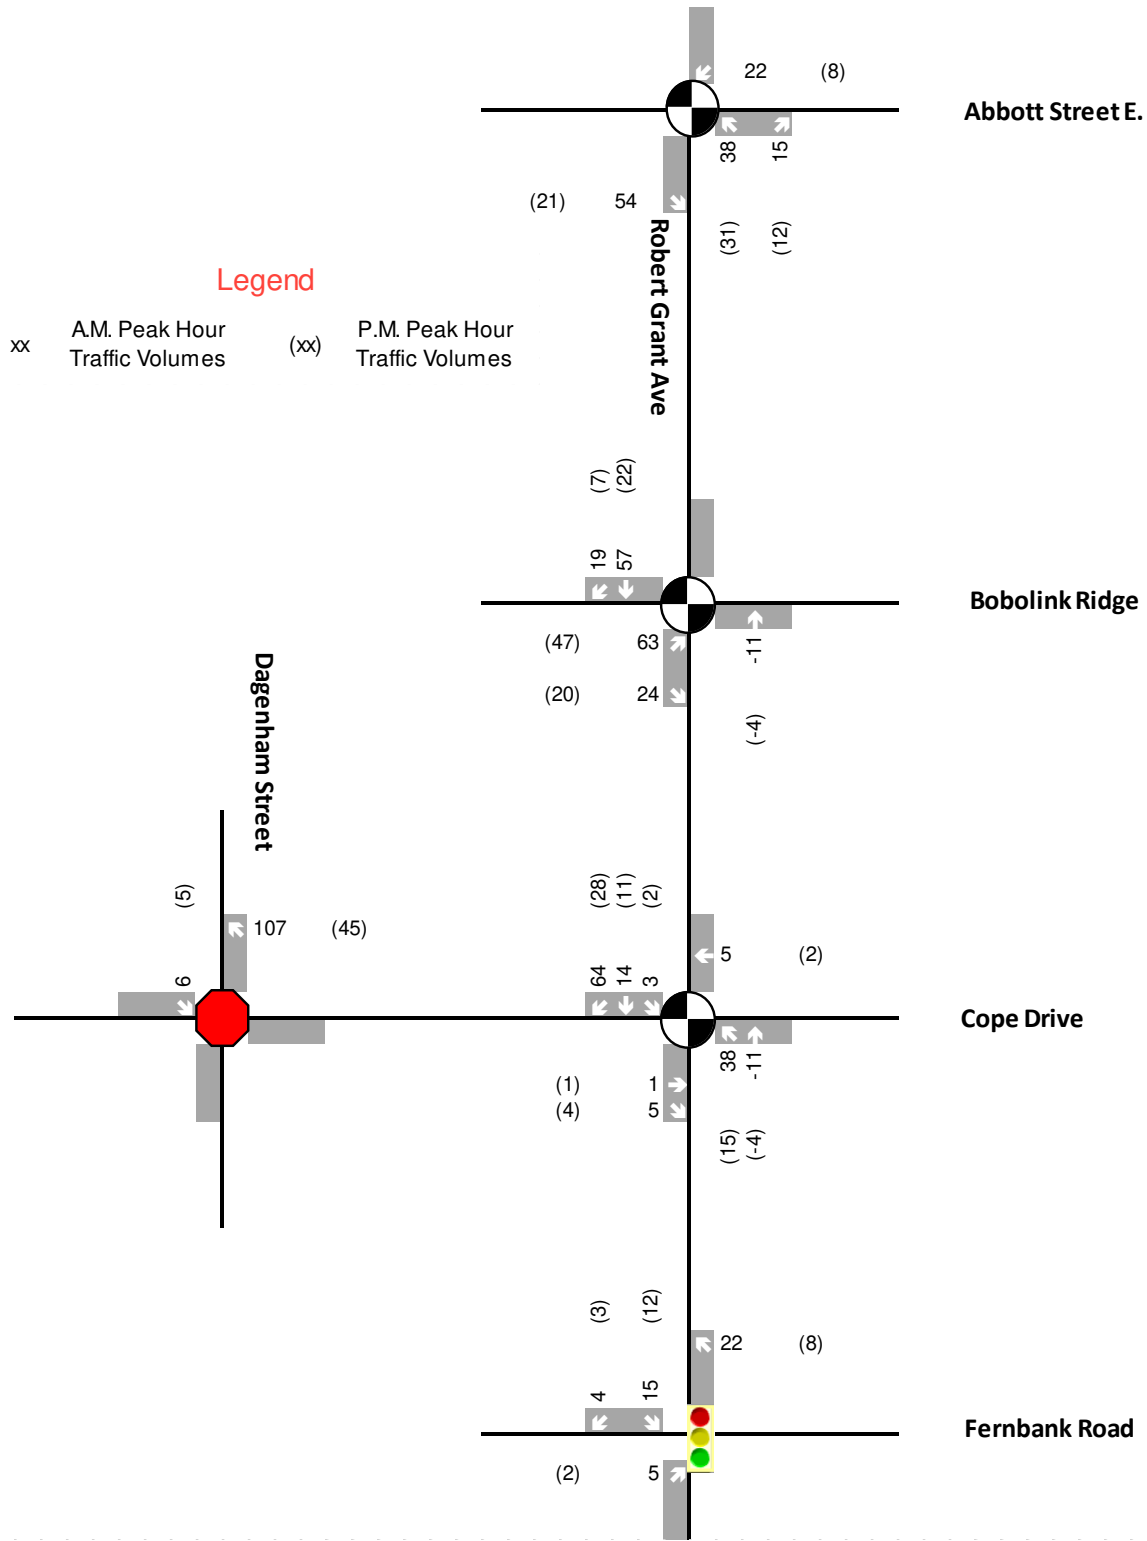 22 (8)
Abbott Street E.
38 15
(21) 54
(31) (12)
Robert Grant Ave
Legend
xx A.M. Peak Hour Traffic Volumes (xx) P.M. Peak Hour Traffic Volumes
(7) (22)
19 57
Bobolink Ridge
(47) 63
-11
(20) 24
(-4)
Dagenham Street
(5)
107 (45)
6
(28) (11) (2)
5 (2)
64 14 3
Cope Drive
38 -11
(1) 1
(4) 5
(15) (-4)
(3) (12)
22 (8)
4 15
Fernbank Road
(2) 5